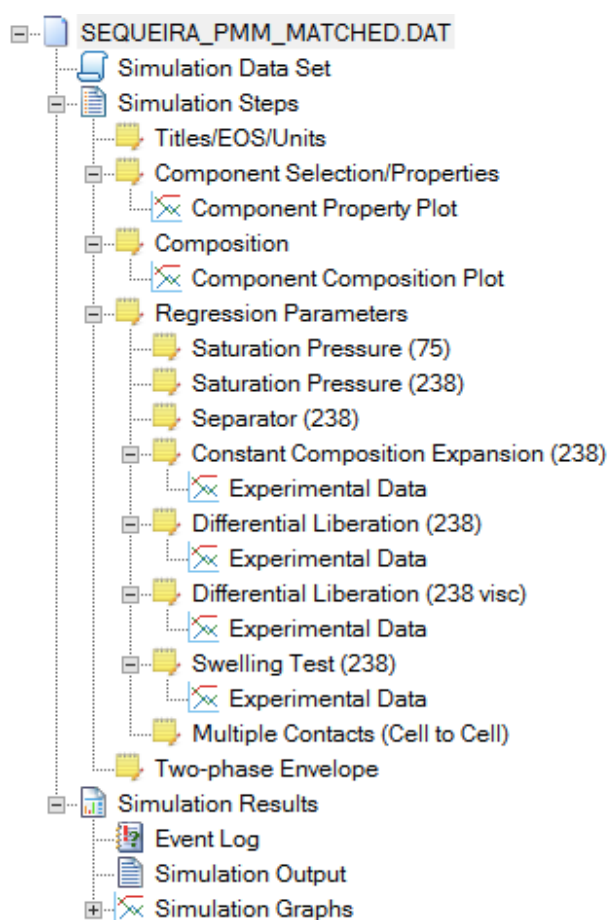 SEQUEIRA_PMM_MATCHED.DAT
Simulation Data Set
Simulation Steps
Titles/EOS/Units
Component Selection/Properties
Component Property Plot
Composition
Component Composition Plot
Regression Parameters
Saturation Pressure (75)
Saturation Pressure (238)
Separator (238)
Constant Composition Expansion (238)
Experimental Data
Differential Liberation (238)
Experimental Data
Differential Liberation (238 visc)
Experimental Data
Swelling Test (238)
Experimental Data
Multiple Contacts (Cell to Cell)
Two-phase Envelope
Simulation Results
Event Log
Simulation Output
Simulation Graphs